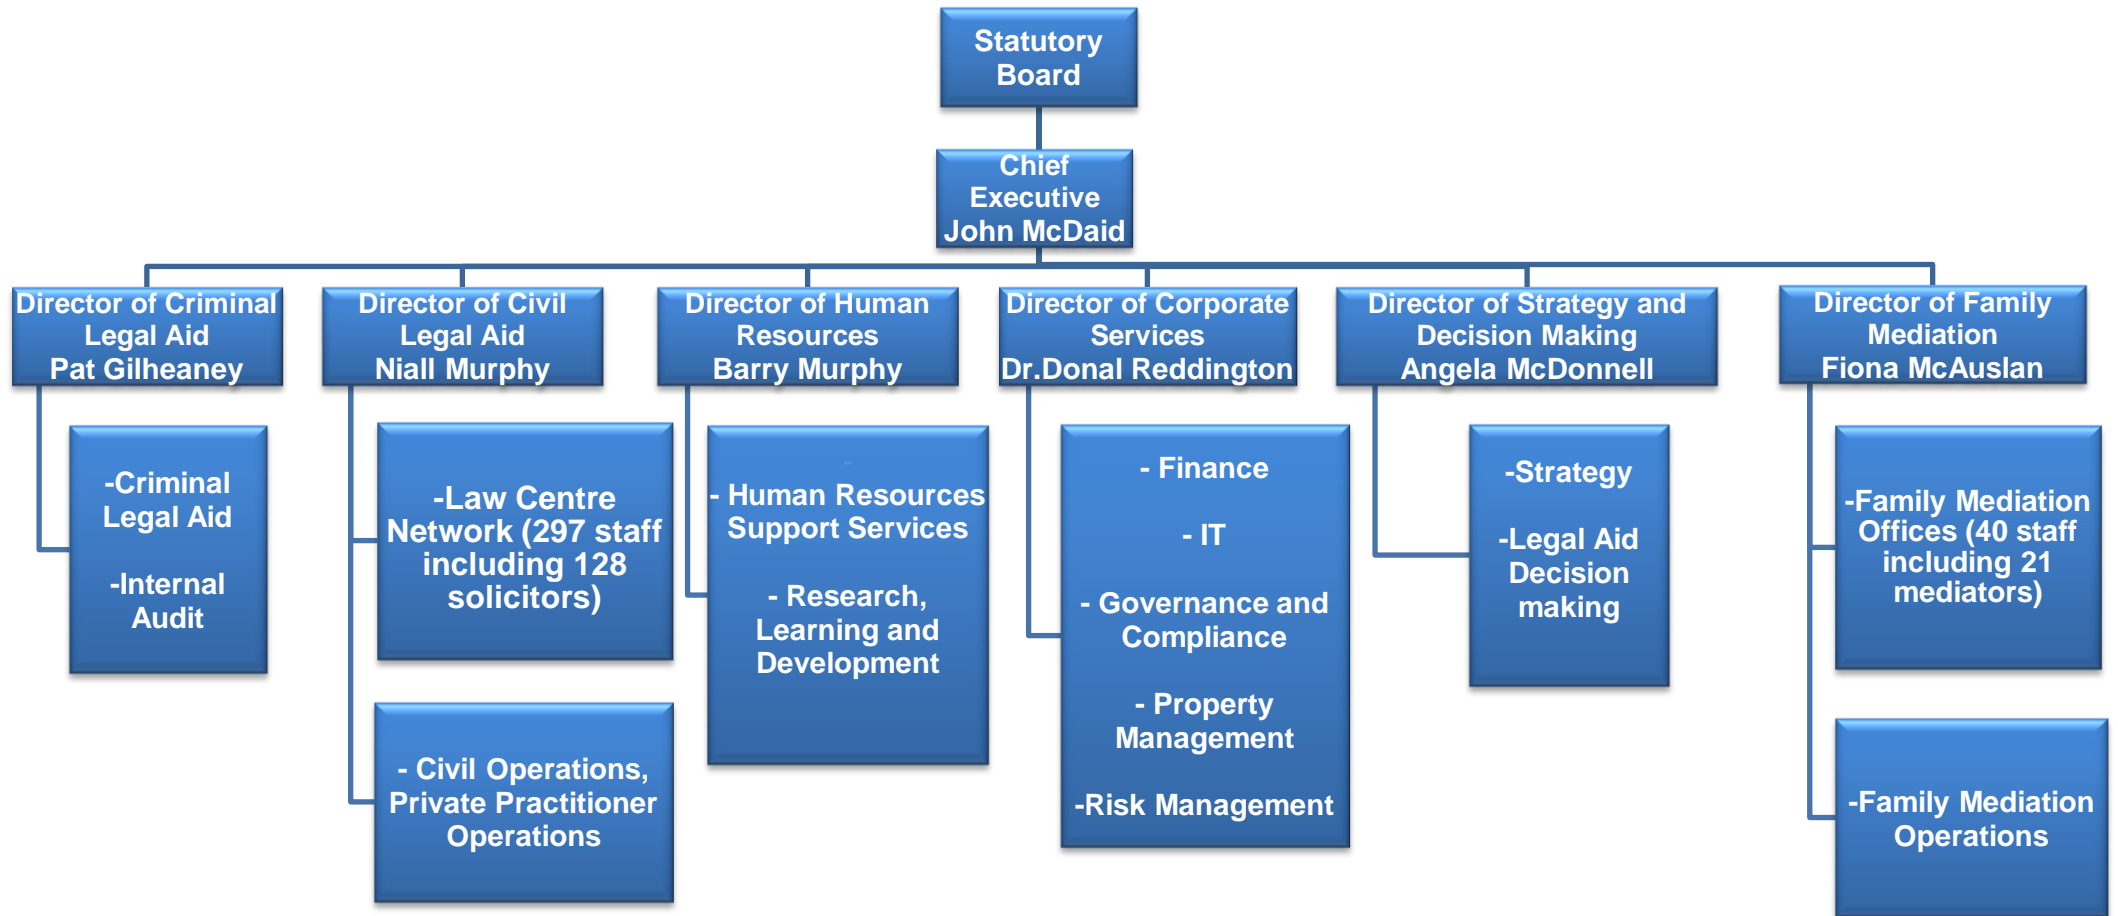 Statutory
Board
Chief
Executive
John McDaid
Director of Criminal
Legal Aid
Pat Gilheaney
Director of Civil
Legal Aid
Niall Murphy
Director of Human
Resources
Barry Murphy
Director of Corporate
Services
Dr.Donal Reddington
Director of Strategy and
Decision Making
Angela McDonnell
Director of Family
Mediation
Fiona McAuslan
-Criminal
Legal Aid
-Internal
Audit
-Law Centre
Network (297 staff
including 128
solicitors)
- Civil Operations,
Private Practitioner
Operations
-
- Human Resources
Support Services
- Research,
Learning and
Development
- Finance
- IT
- Governance and
Compliance
- Property
Management
-Risk Management
-Strategy
-Legal Aid
Decision
making
-Family Mediation
Offices (40 staff
including 21
mediators)
-Family Mediation
Operations